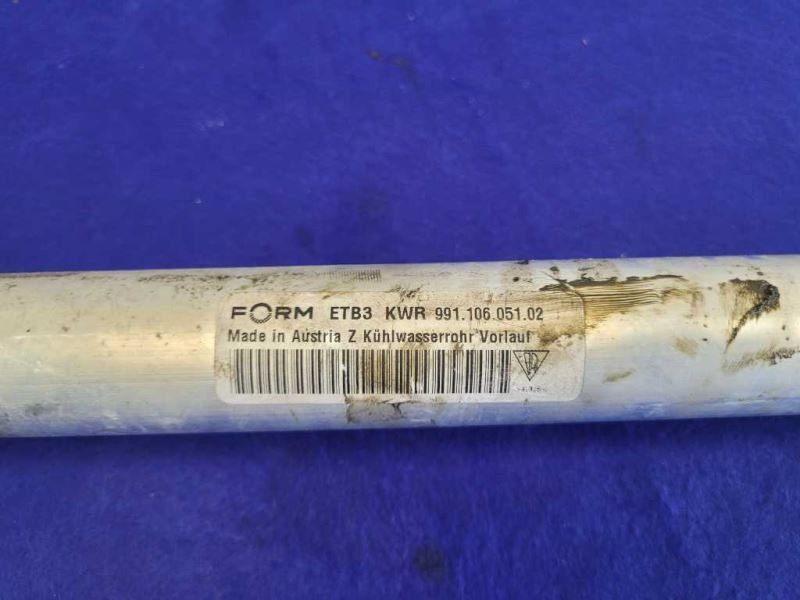 FORM ETB3 KWR 991.106.051.02
Made in Austria Z Kühlwasserrohr Vorlauf